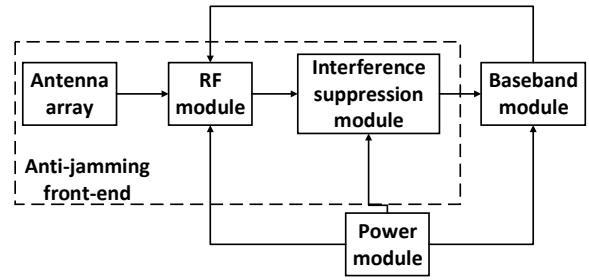 Antenna
array
RF
module
Interference
suppression
module
Baseband
module
Anti-jamming
front-end
Power
module